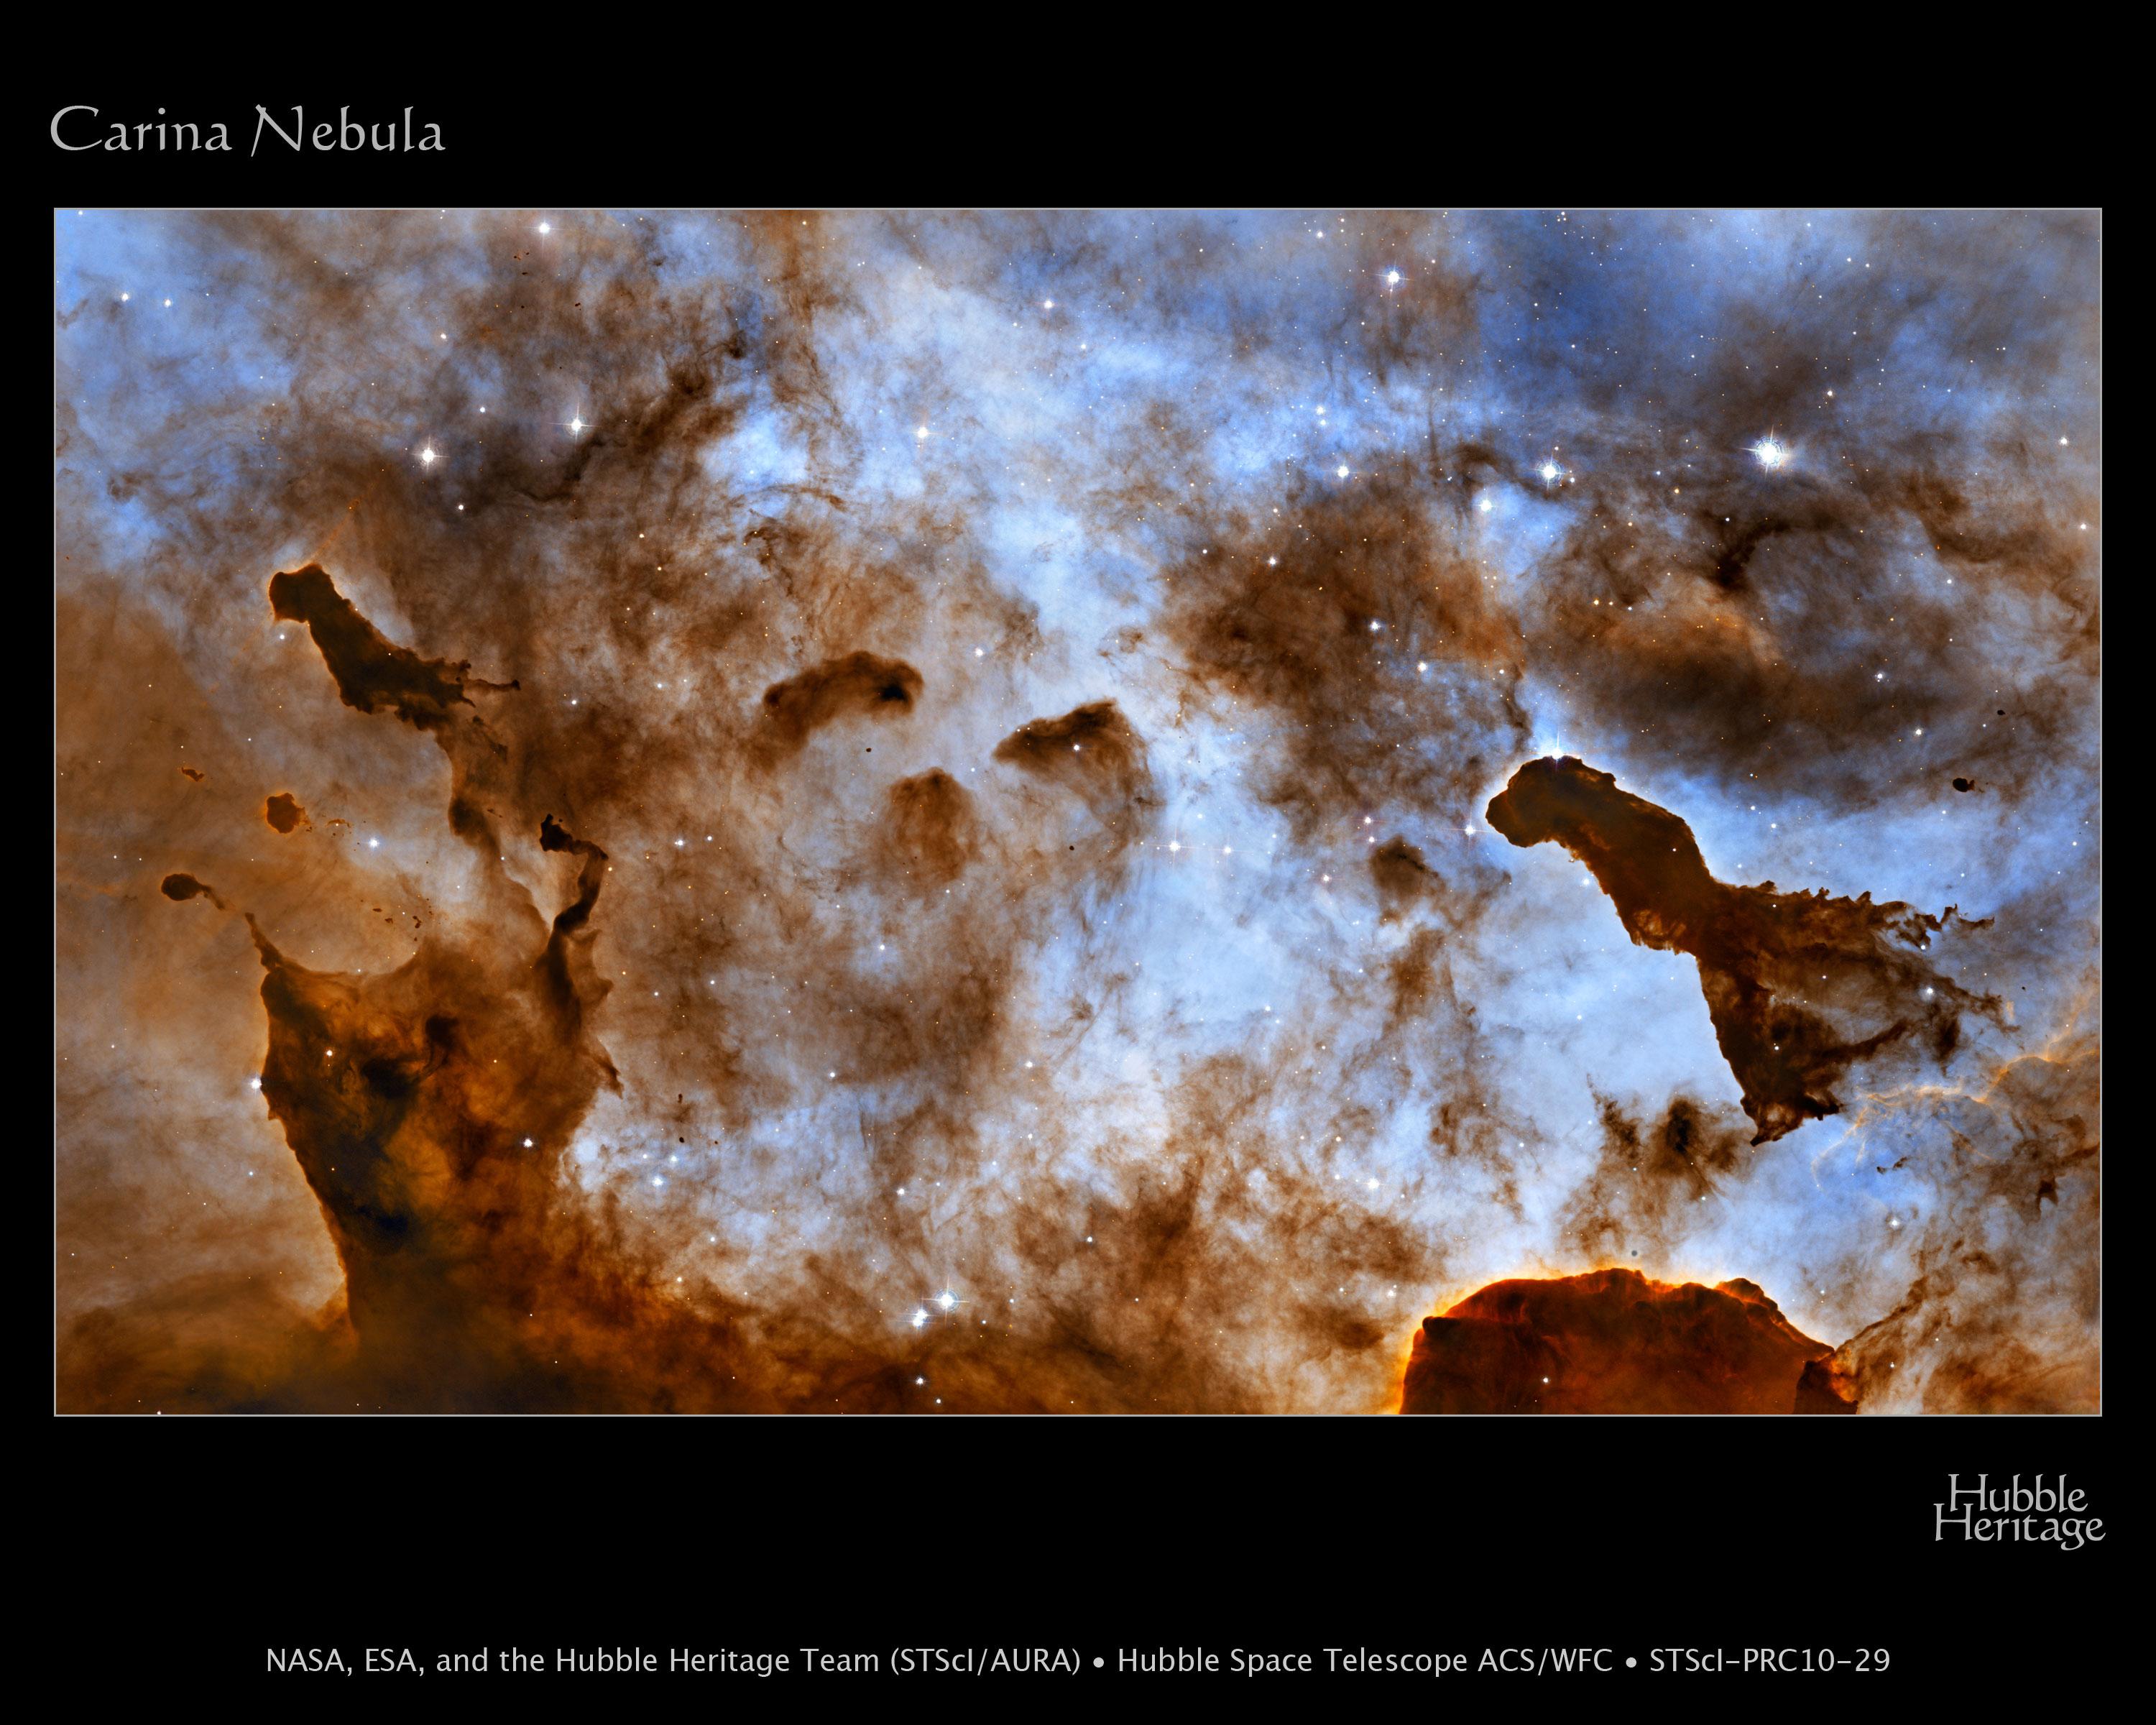 Carina Nebula
Hubble
Heritage
NASA, ESA, and the Hubble Heritage Team (STScI/AURA) • Hubble Space Telescope ACS/WFC • STScI-PRC10-29